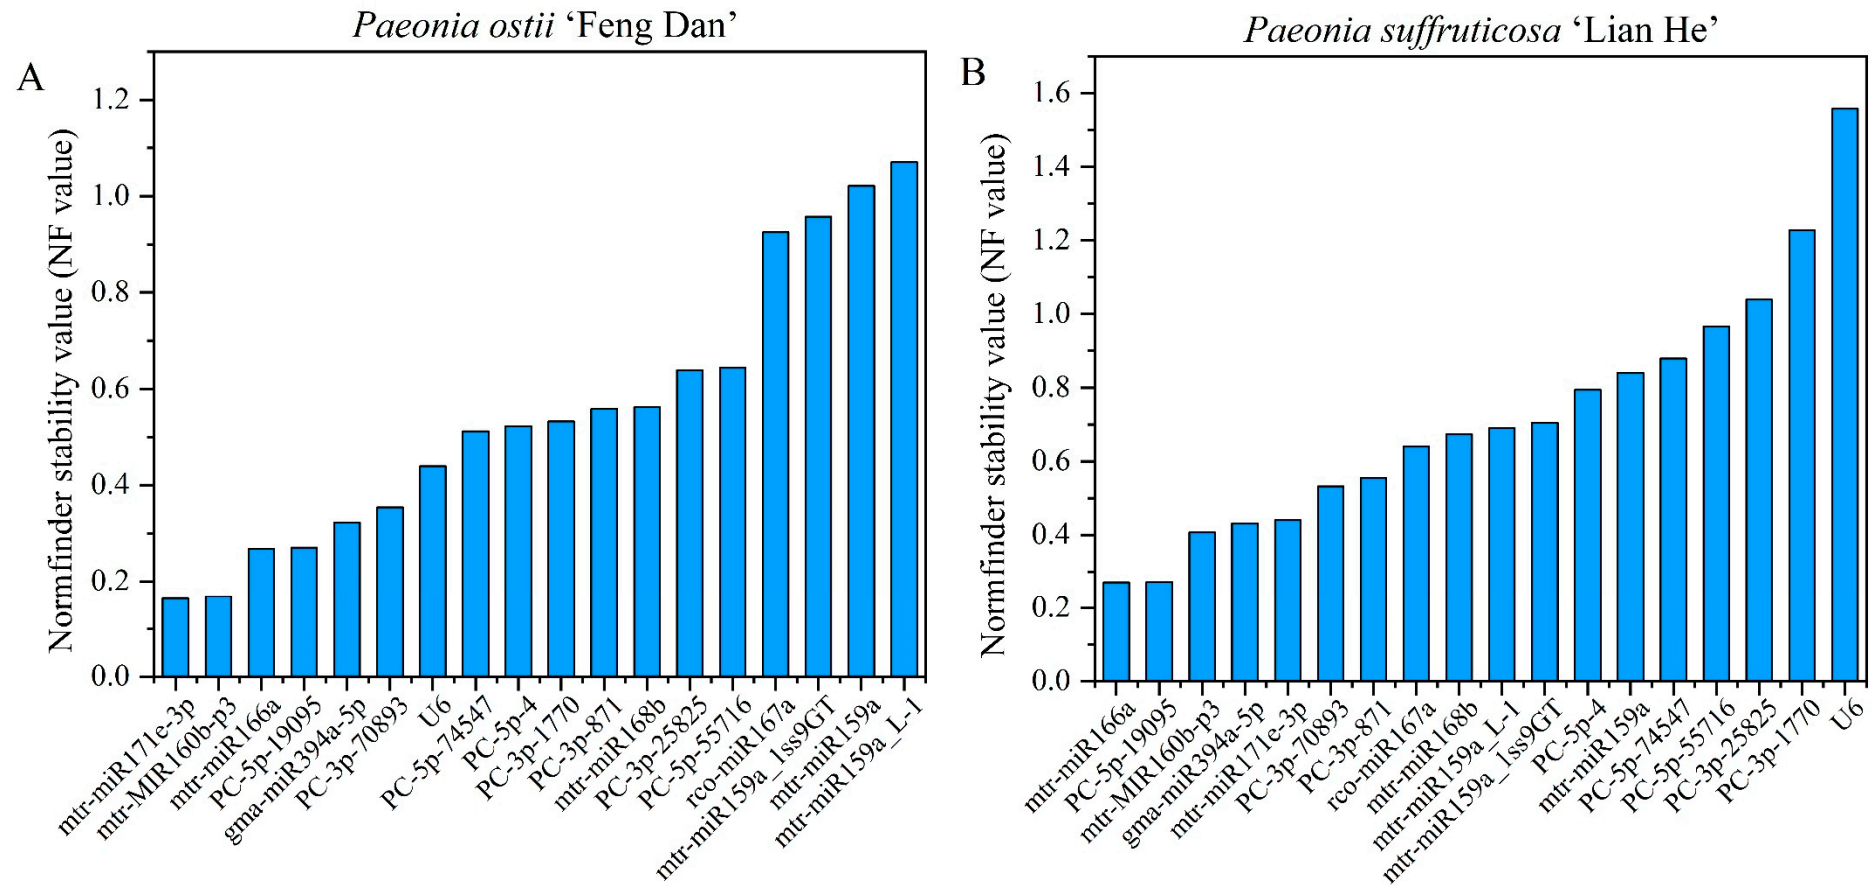 Paeonia ostii ‘Feng Dan’
A
Normfinder stability value (NF value)
1.2
1.0
0.8
0.6
0.4
0.2
0.0
mtr-miR171e-3p
mtr-MIR160b-p3
mtr-miR166a
PC-5p-19095
gma-miR394a-5p
PC-3p-70893
U6
PC-5p-74547
PC-5p-4
PC-3p-1770
PC-3p-871
mtr-miR168b
PC-3p-25825
PC-5p-55716
rco-miR167a
mtr-miR159a_1ss9GT
mtr-miR159a
mtr-miR159a_L-1
Paeonia suffruticosa ‘Lian He’
B
Normfinder stability value (NF value)
1.6
1.4
1.2
1.0
0.8
0.6
0.4
0.2
0.0
mtr-miR166a
PC-5p-19095
mtr-MIR160b-p3
gma-miR394a-5p
mtr-miR171e-3p
PC-3p-70893
PC-3p-871
rco-miR167a
mtr-miR168b
mtr-miR159a_L-1
mtr-miR159a_1ss9GT
PC-5p-4
mtr-miR159a
PC-5p-74547
PC-5p-55716
PC-3p-25825
PC-3p-1770
U6